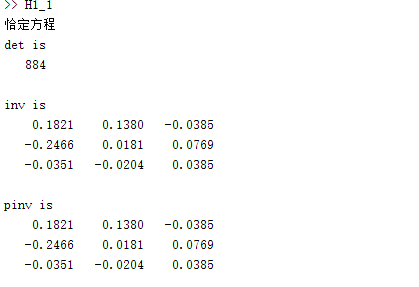 >> H1_1
恰定方程
det is
884
inv is
0.1821 0.1380 -0.0385
-0.2466 0.0181 0.0769
-0.0351 -0.0204 0.0385
pinv is
0.1821 0.1380 -0.0385
-0.2466 0.0181 0.0769
-0.0351 -0.0204 0.0385